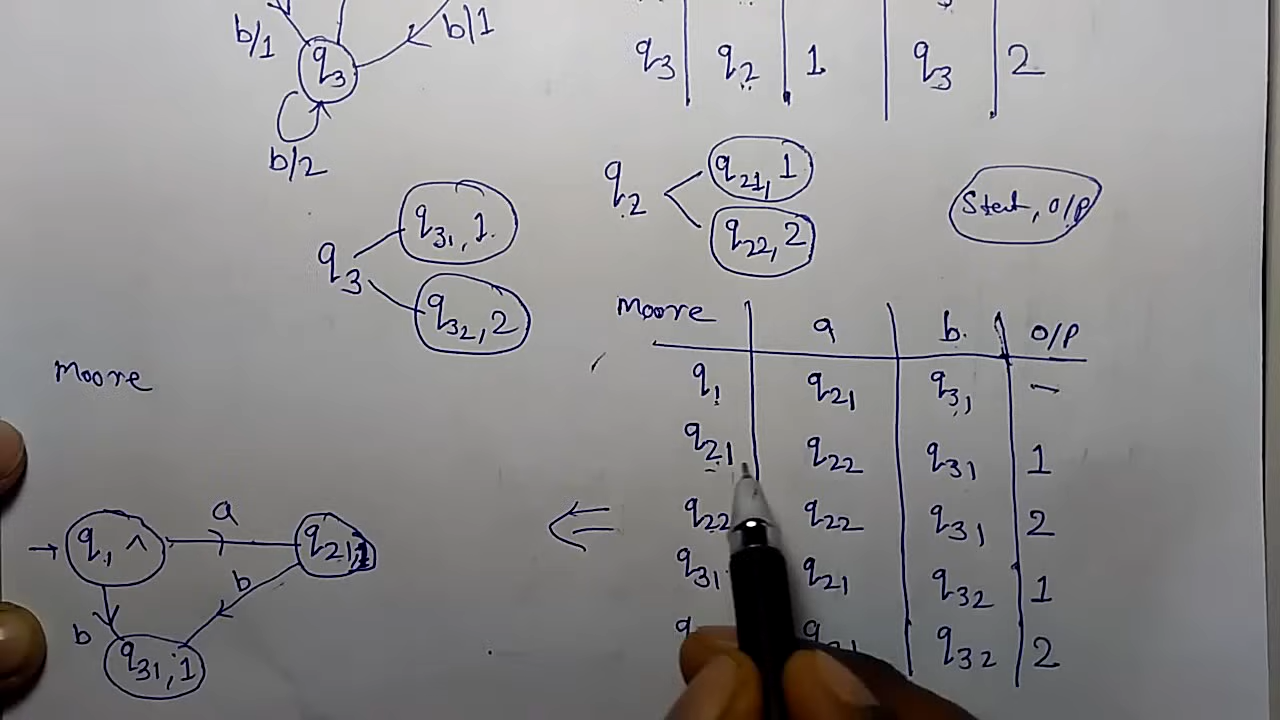 b/1
q3
b/1
b/2
q3 q2 1 q3 2
q2
q21, 1
q22, 2
q3
q31, 1
q32, 2
O/P
Moore a b. O/P
q1 q21 q31 —
q21 q22 q31 1
q22 q22 q31 2
q31 q21 q32 1
q32 2
Moore
→ q1 ^
a
q21, 1
b
b
q31, 1